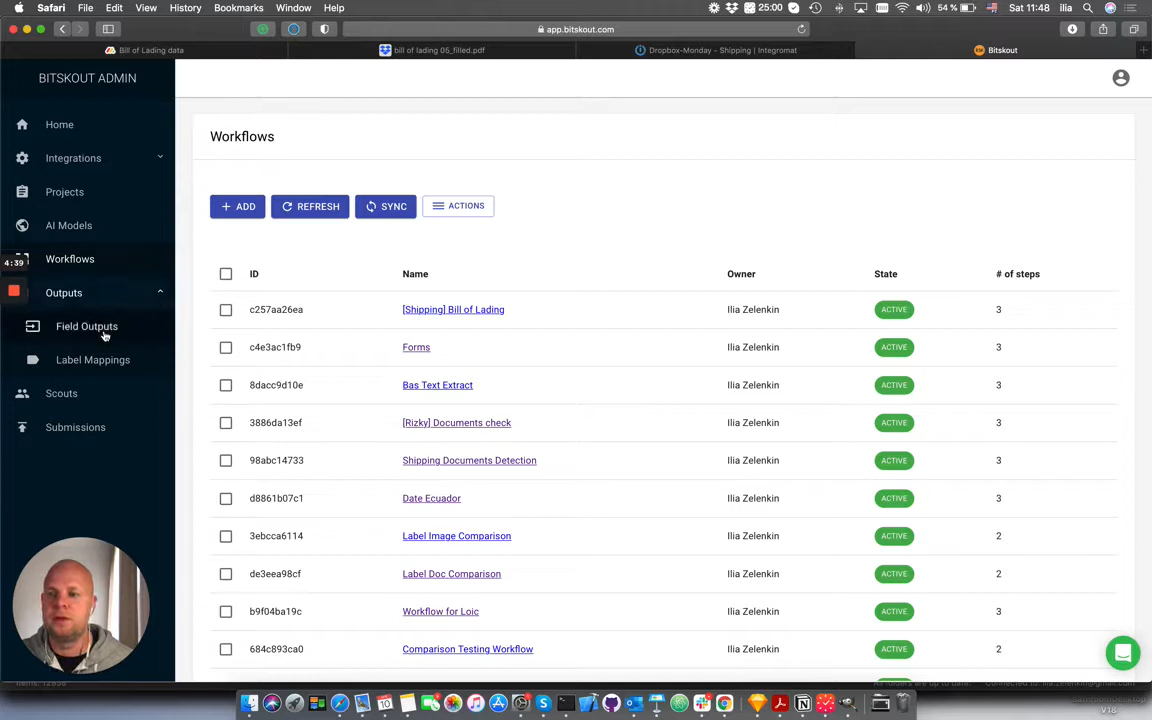 Safari File Edit View History Bookmarks Window Help 25:00 54 % Sat 11:48 ilia
app.bitskout.com
Bill of Lading data bill of lading 05_filled.pdf Dropbox-Monday - Shipping | Integromat Bitskout
BITSKOUT ADMIN
Home
Integrations
Projects
AI Models
Workflows
4:39
Outputs
Field Outputs
Label Mappings
Scouts
Submissions
Workflows
ADD REFRESH SYNC ACTIONS
ID Name Owner State # of steps
c257aa26ea [Shipping] Bill of Lading Ilia Zelenkin ACTIVE 3
c4e3ac1fb9 Forms Ilia Zelenkin ACTIVE 3
8dacc9d10e Bas Text Extract Ilia Zelenkin ACTIVE 3
3886da13ef [Rizky] Documents check Ilia Zelenkin ACTIVE 3
98abc14733 Shipping Documents Detection Ilia Zelenkin ACTIVE 3
d8861b07c1 Date Ecuador Ilia Zelenkin ACTIVE 3
3ebcca6114 Label Image Comparison Ilia Zelenkin ACTIVE 2
de3eea98cf Label Doc Comparison Ilia Zelenkin ACTIVE 2
b9f04ba19c Workflow for Loic Ilia Zelenkin ACTIVE 3
684c893ca0 Comparison Testing Workflow Ilia Zelenkin ACTIVE 2
V18